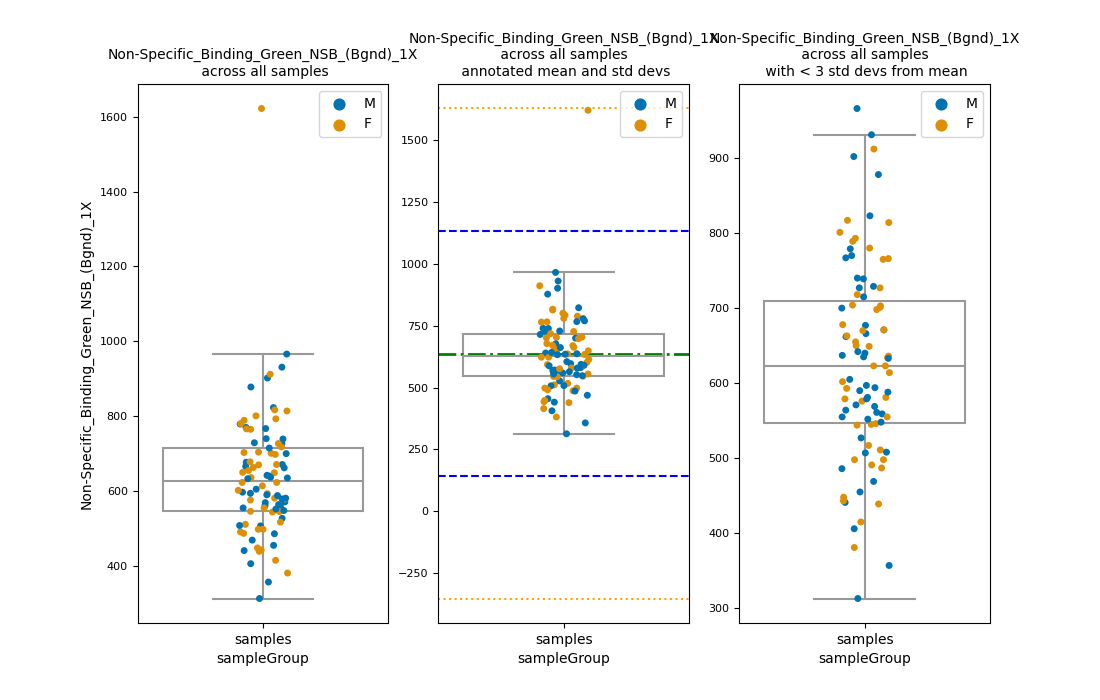 Non-Specific_Binding_Green_NSB_(Bgnd)_1X
across all samples
Non-Specific_Binding_Green_NSB_(Bgnd)_1X
across all samples
annotated mean and std devs
Non-Specific_Binding_Green_NSB_(Bgnd)_1X
across all samples
with < 3 std devs from mean
Non-Specific_Binding_Green_NSB_(Bgnd)_1X
1600
1400
1200
1000
800
600
400
M
F
samples
sampleGroup
1500
1250
1000
750
500
250
0
−250
M
F
samples
sampleGroup
900
800
700
600
500
400
300
M
F
samples
sampleGroup